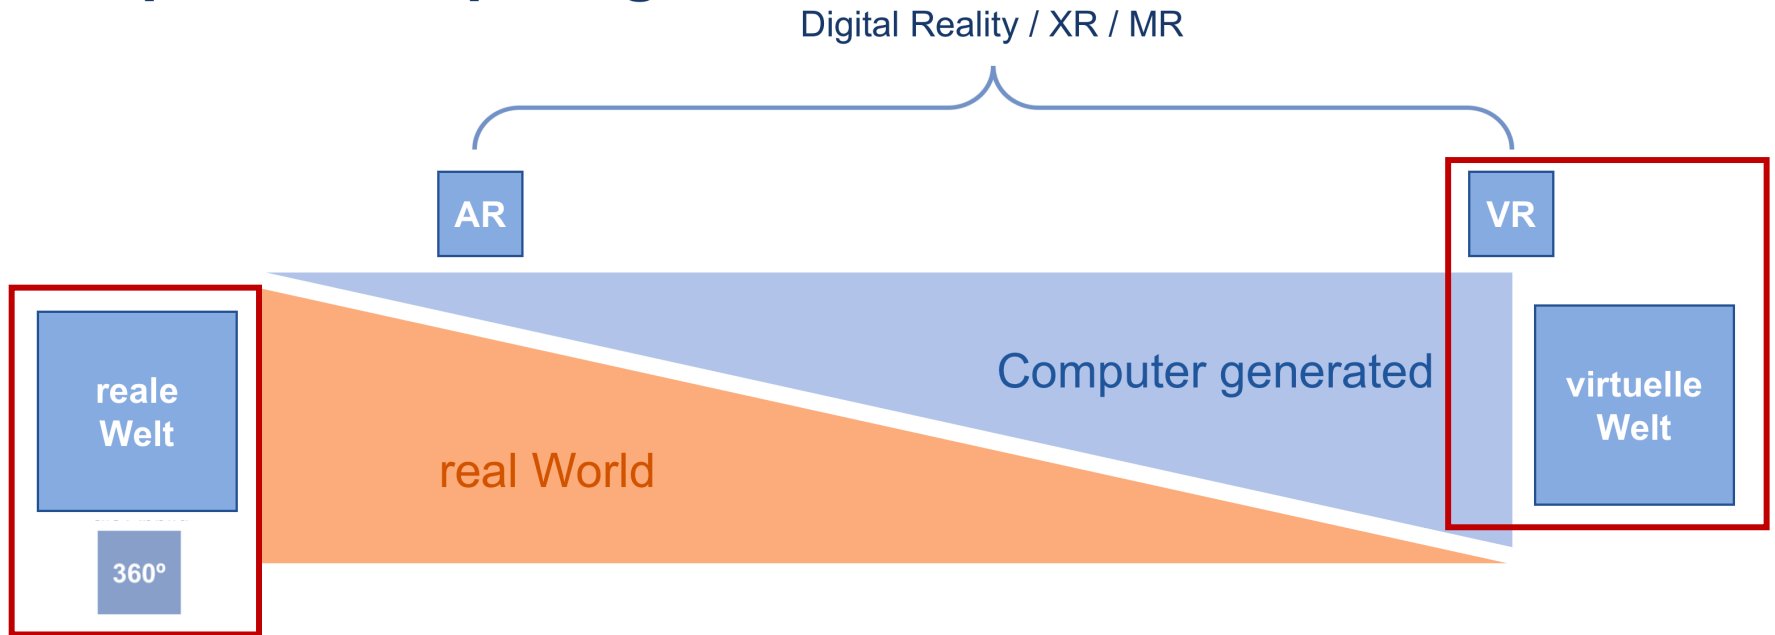 Digital Reality / XR / MR
AR
VR
reale
Welt
Computer generated
virtuelle
Welt
real World
360º